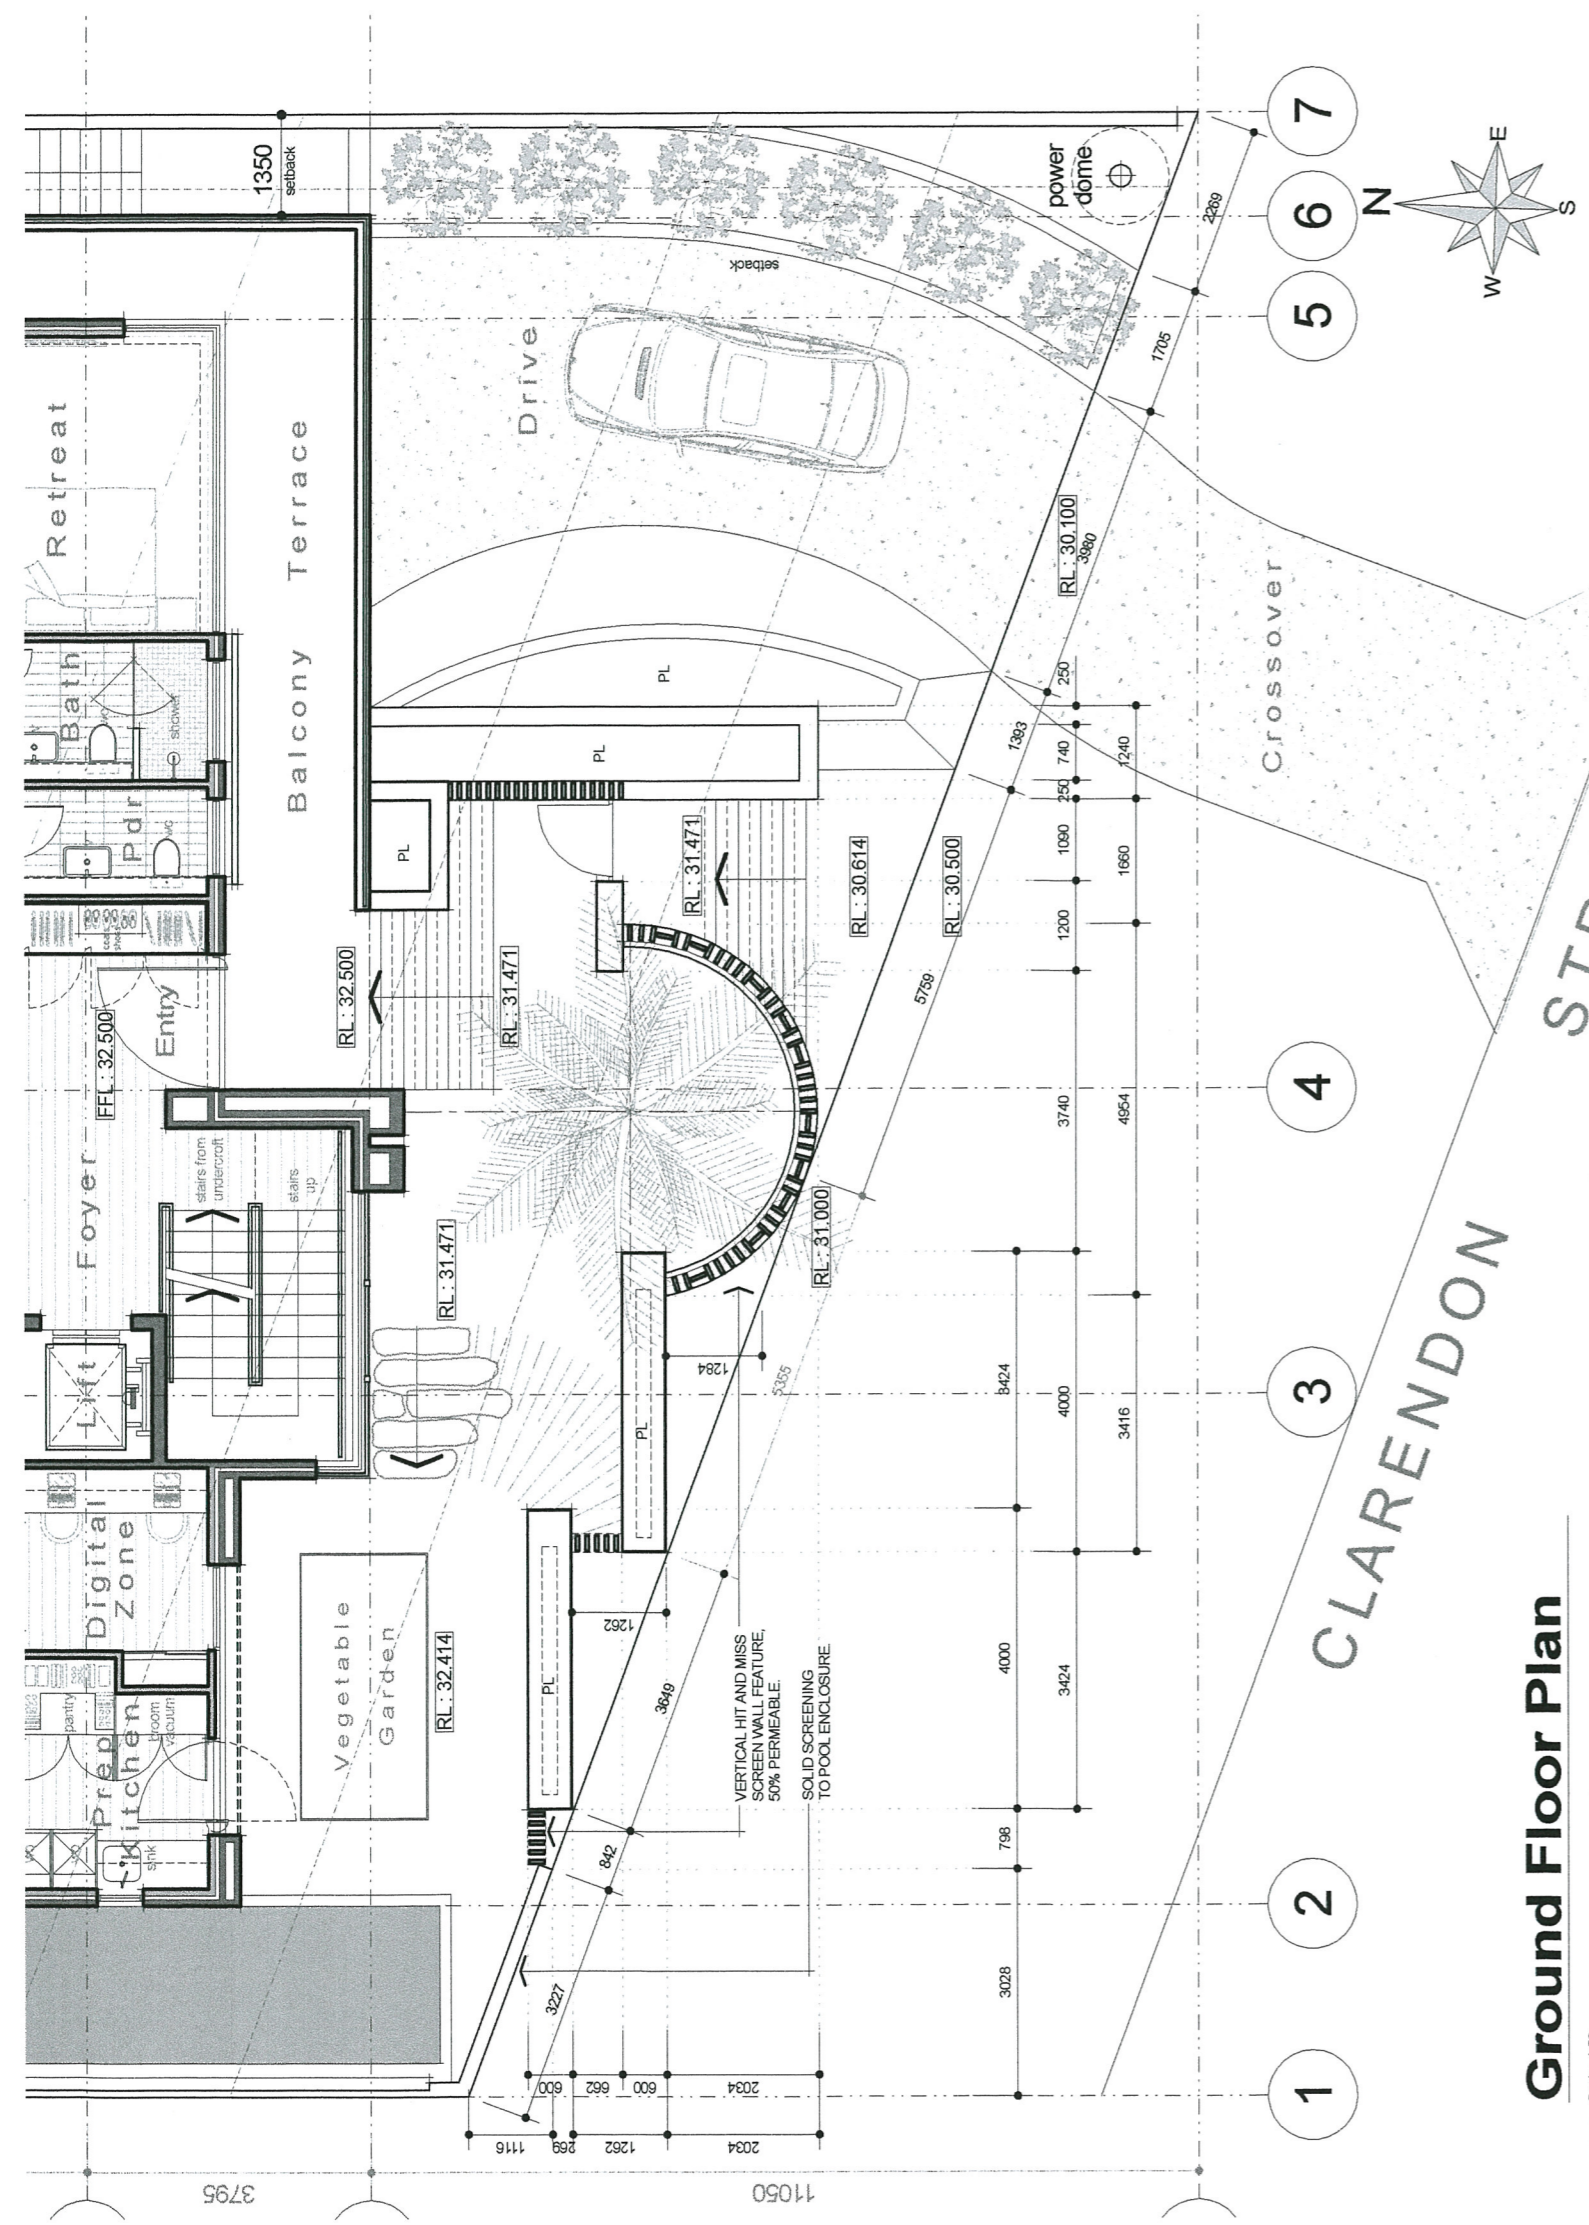 Ground Floor Plan
CLARENDON
Crossover
Drive
setback
1350
setback
power
dome
Retreat
Balcony Terrace
Bath
shower
Pdr
WC
Entry
Foyer
FFL : 32.500
RL : 32.500
RL : 31.471
RL : 31.471
RL : 31.471
RL : 30.614
RL : 30.500
RL : 30.100
RL : 31.000
RL : 32.414
stairs from
undercroft
stairs
up
Lift
Digital
Zone
Prep
Kitchen
pantry
broom
vacuum
sink
Vegetable
Garden
PL
PL
PL
PL
PL
VERTICAL HIT AND MISS
SCREEN WALL FEATURE,
50% PERMEABLE.
SOLID SCREENING
TO POOL ENCLOSURE.
3227
842
3649
5355
5759
1393
3980
1705
2269
1284
1262
3028
798
4000
3424
3424
4000
3740
1200
1090
250
740
250
3416
4954
1660
1240
600
662
600
2034
1116
269
1262
2034
3795
11050
1
2
3
4
5
6
7
N
E
S
W